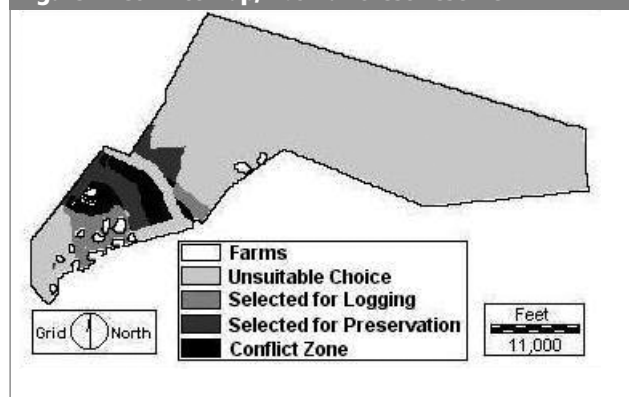 Farms
Unsuitable Choice
Selected for Logging
Selected for Preservation
Conflict Zone
Grid North
Feet
11,000